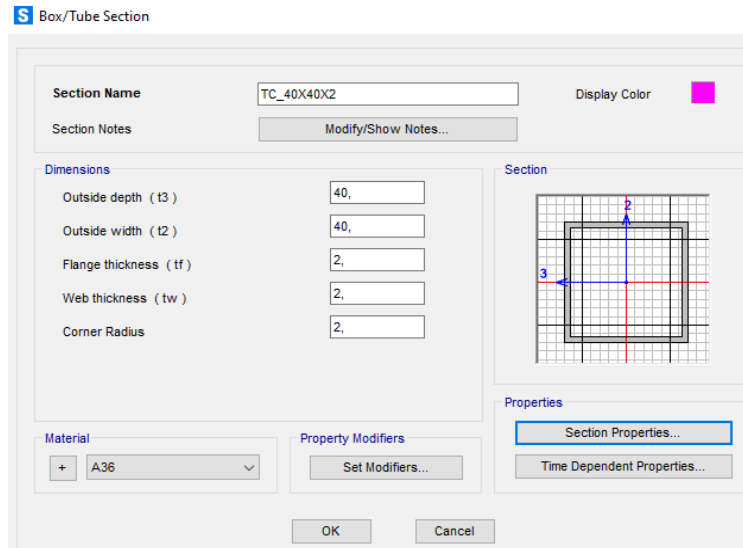 S Box/Tube Section
Section Name TC_40X40X2 Display Color
Section Notes Modify/Show Notes...
Dimensions Section
Outside depth ( t3 ) 40,
Outside width ( t2 ) 40,
Flange thickness ( tf ) 2,
Web thickness ( tw ) 2,
Corner Radius 2,
2
3
Properties
Material Property Modifiers Section Properties...
+ A36 Set Modifiers... Time Dependent Properties...
OK Cancel